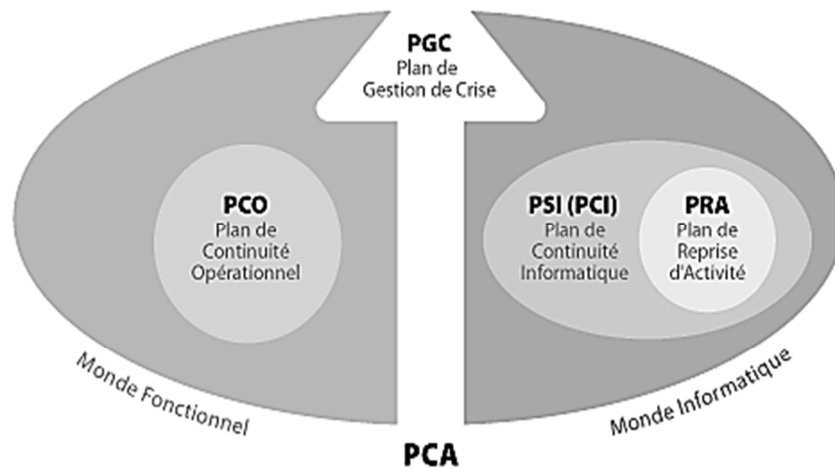 PGC
Plan de
Gestion de Crise
PCO
Plan de
Continuité
Opérationnel
PSI (PCI)
Plan de
Continuité
Informatique
PRA
Plan de
Reprise
d'Activité
Monde Fonctionnel
Monde Informatique
PCA